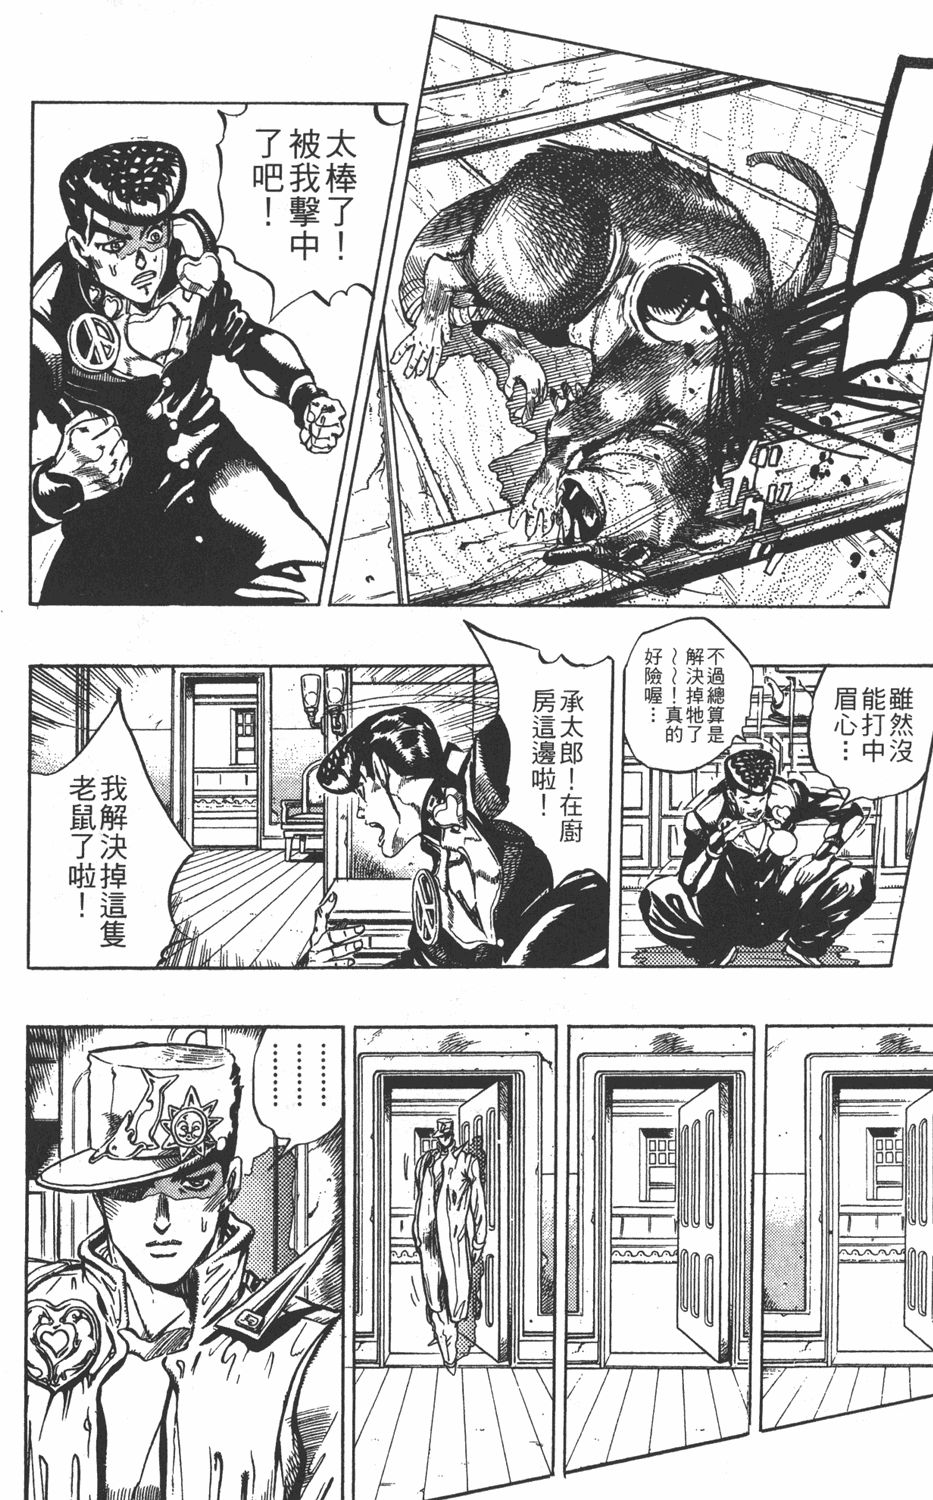 太棒了！
被我擊中
了吧！
雖然沒
能打中
眉心…
不過總算是
解決掉牠了
～～！真的
好險喔…
承太郎！在廚
房這邊啦！
我解決掉這隻
老鼠了啦！
………
………